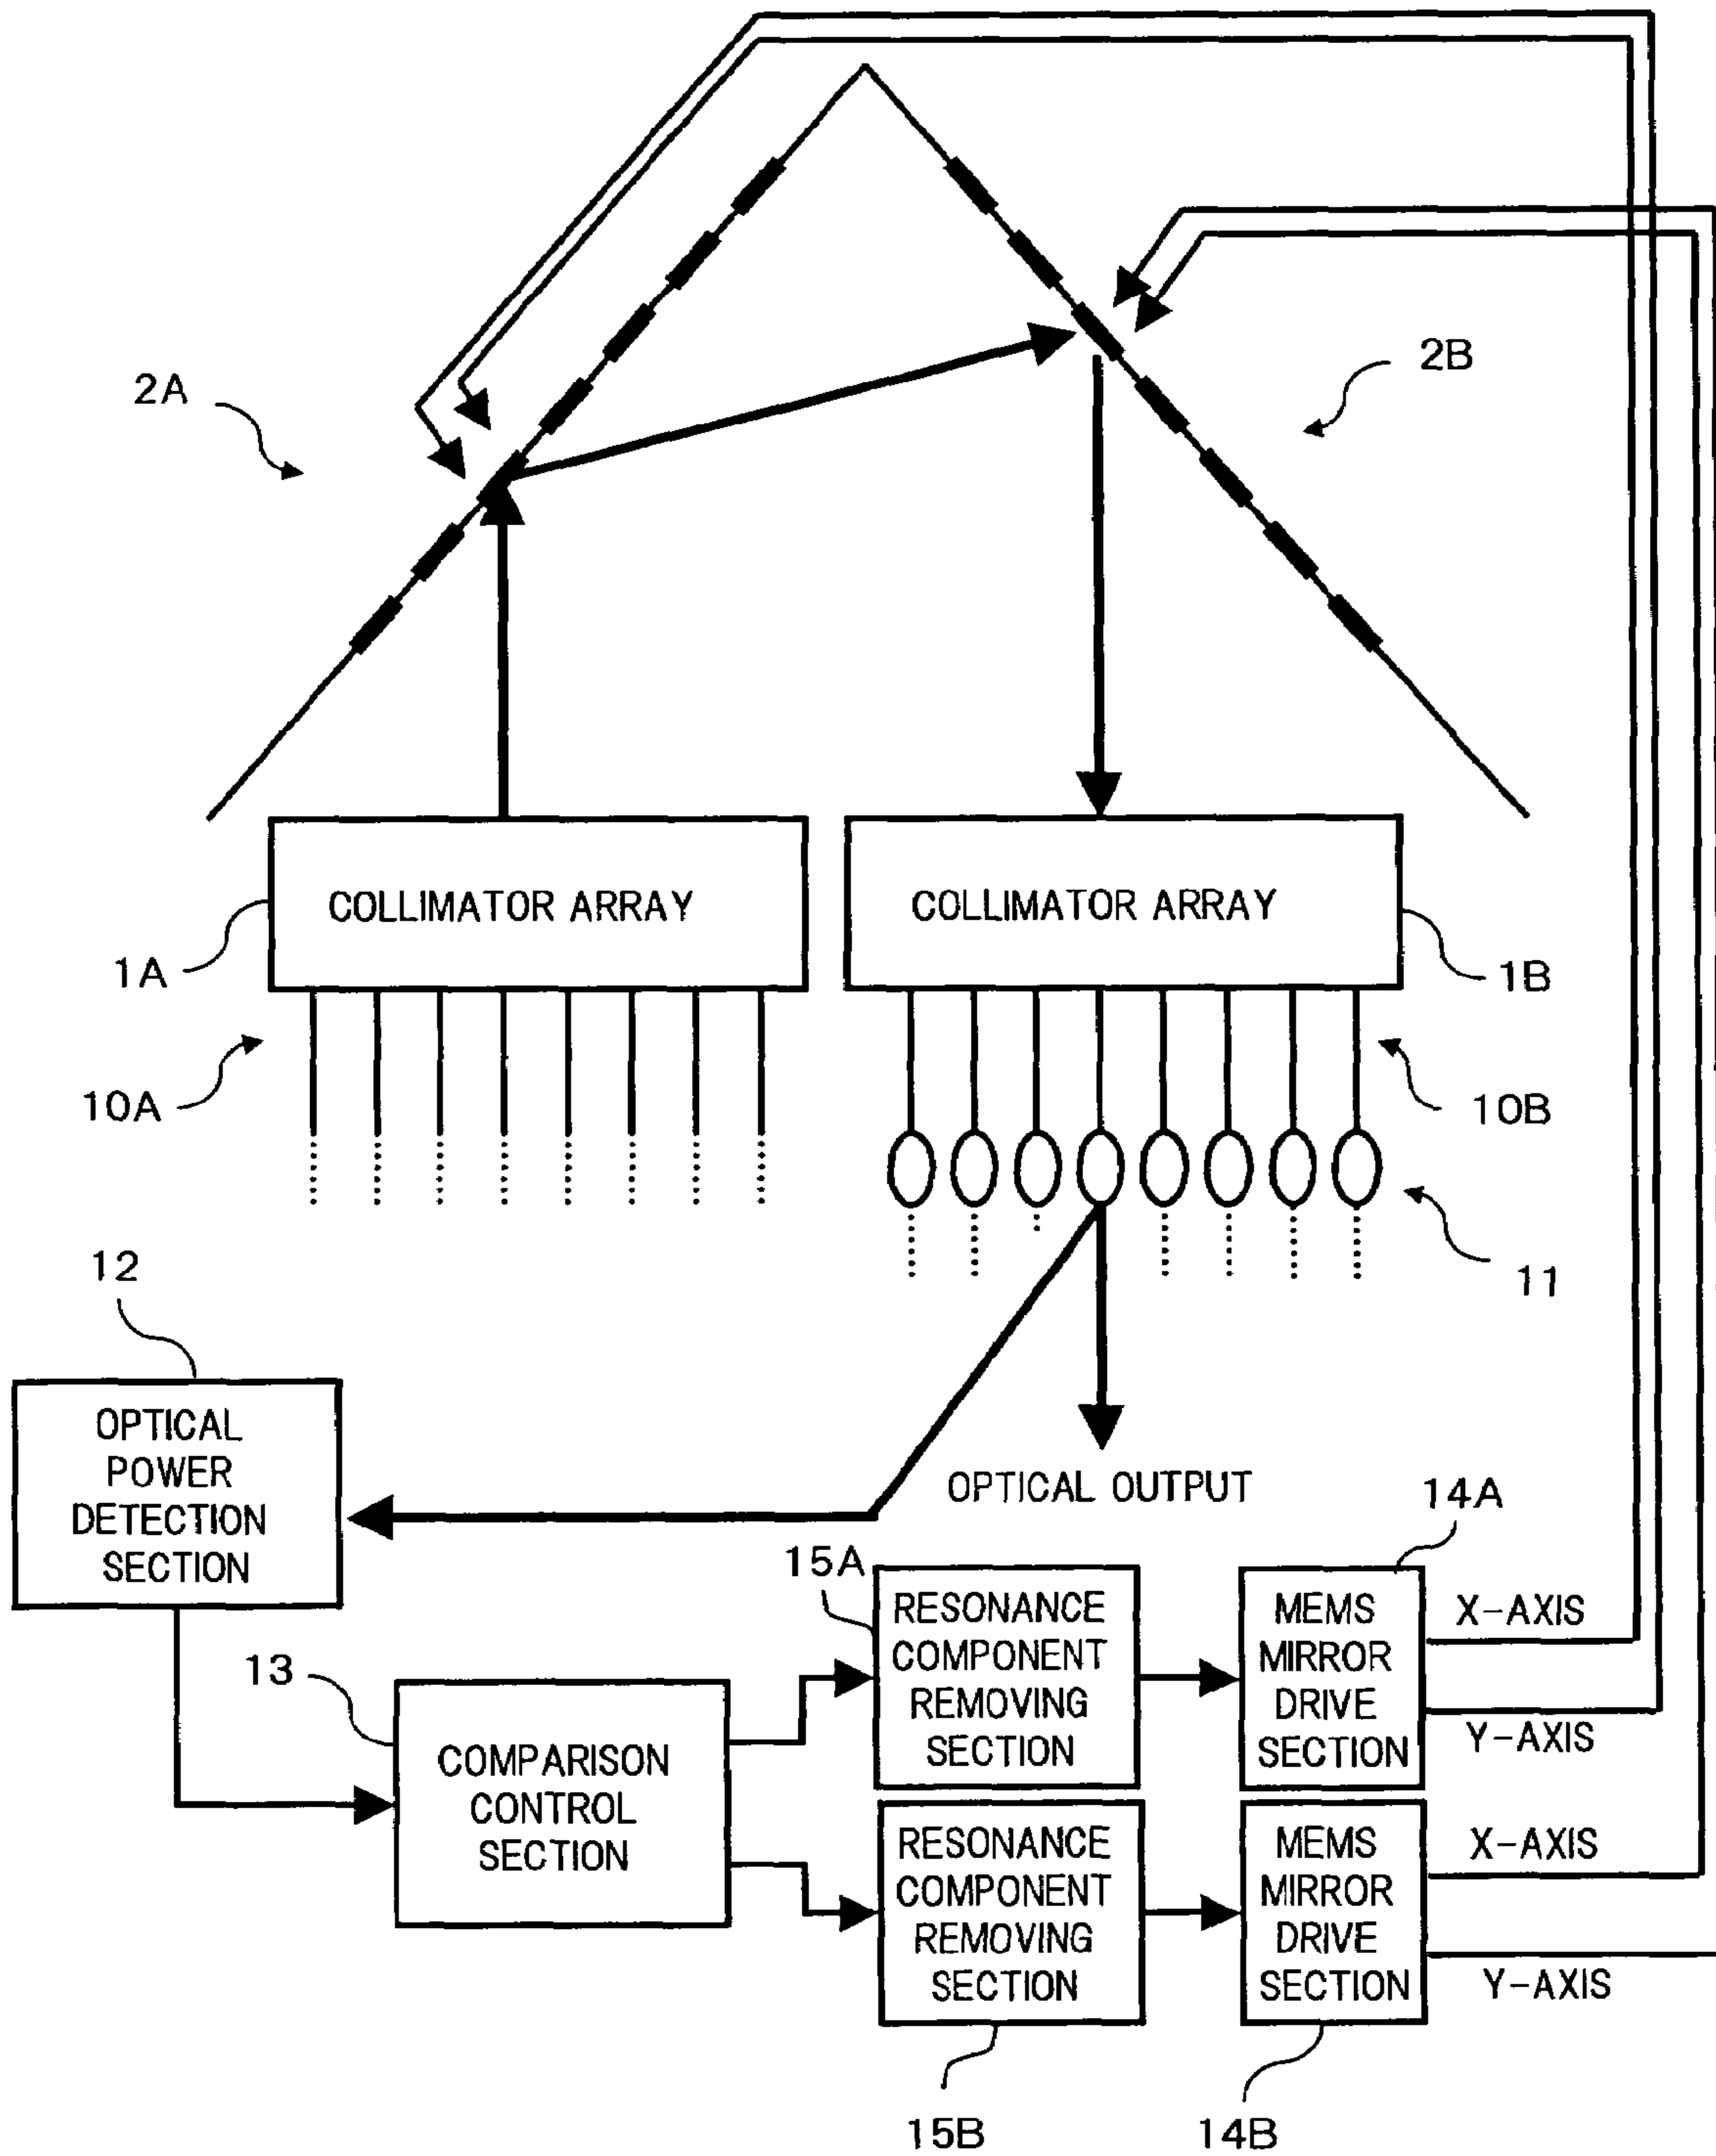 2A
2B
COLLIMATOR ARRAY
COLLIMATOR ARRAY
1A
1B
10A
10B
11
12
OPTICAL
POWER
DETECTION
SECTION
OPTICAL OUTPUT
14A
15A
RESONANCE
COMPONENT
REMOVING
SECTION
MEMS
MIRROR
DRIVE
SECTION
X-AXIS
Y-AXIS
13
COMPARISON
CONTROL
SECTION
RESONANCE
COMPONENT
REMOVING
SECTION
MEMS
MIRROR
DRIVE
SECTION
X-AXIS
Y-AXIS
15B
14B